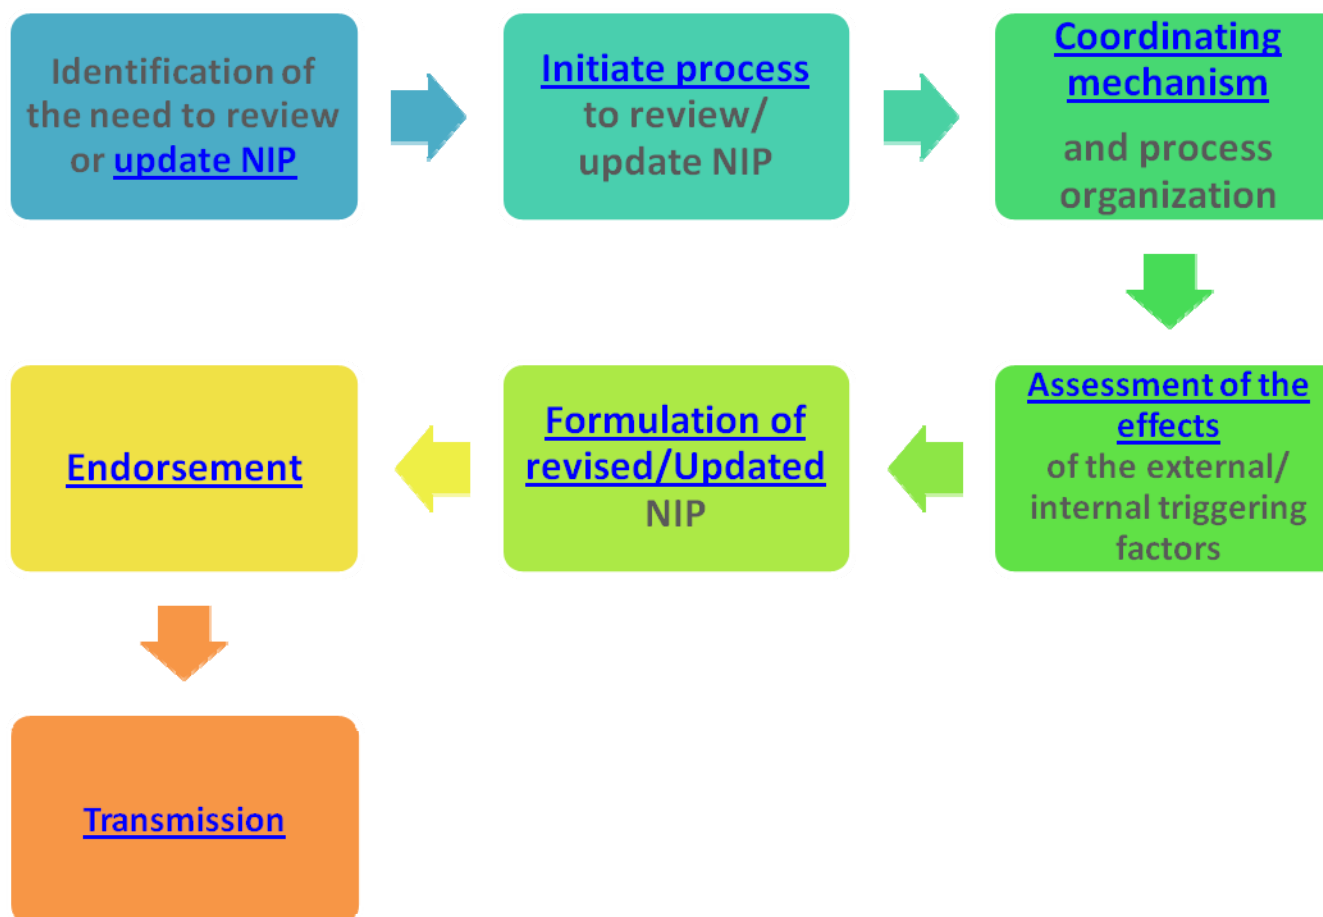 Identification of
the need to review
or update NIP
Initiate process
to review/
update NIP
Coordinating
mechanism
and process
organization
Assessment of the
effects
of the external/
internal triggering
factors
Formulation of
revised/Updated
NIP
Endorsement
Transmission